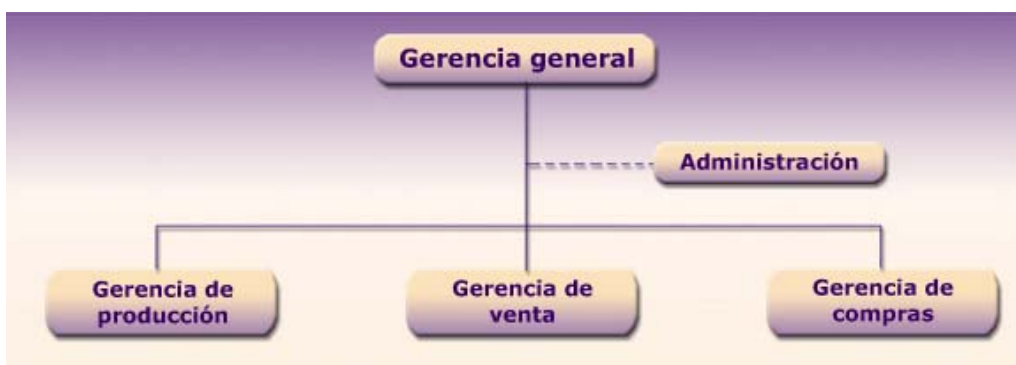 Gerencia general
Administración
Gerencia de
producción
Gerencia de
venta
Gerencia de
compras